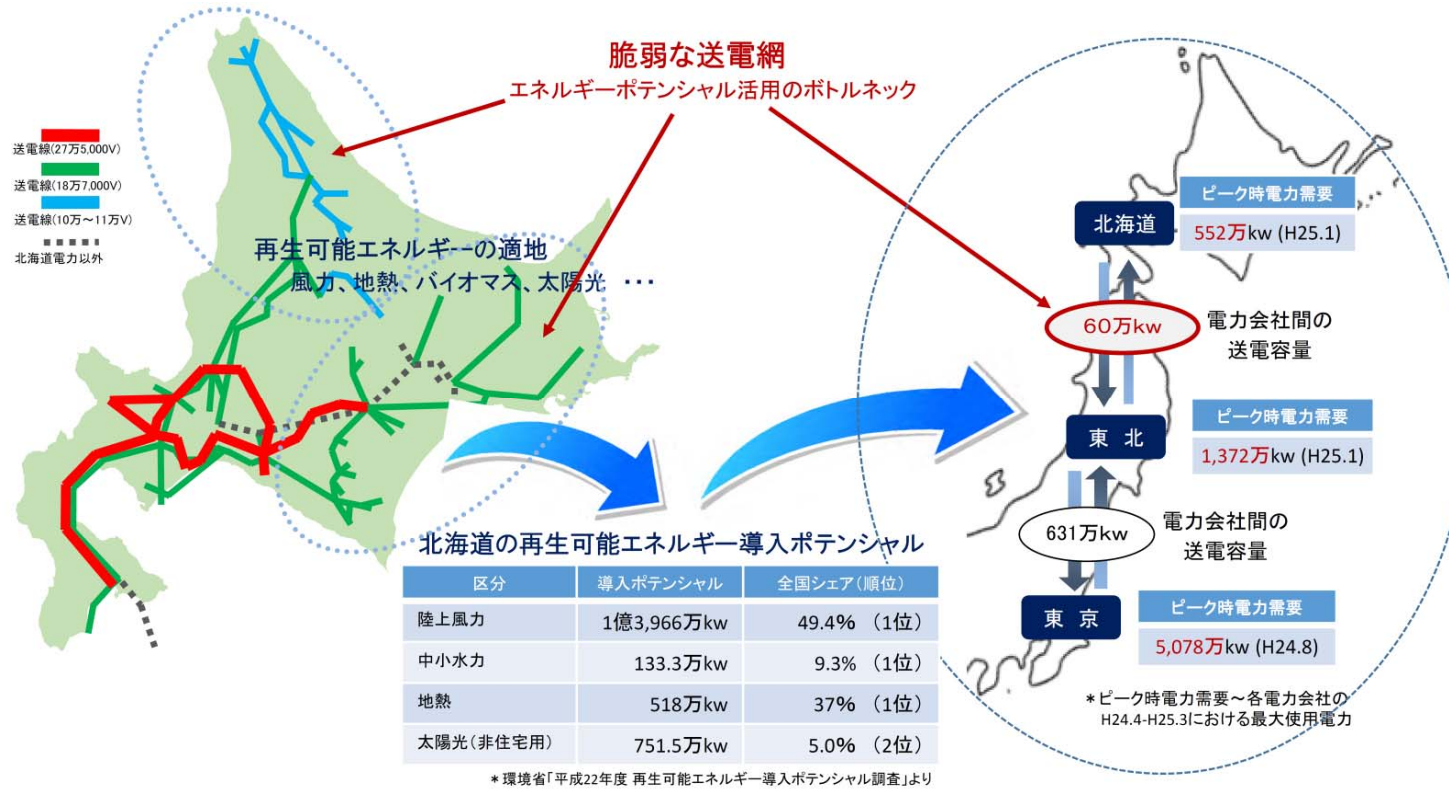 脆弱な送電網
エネルギーポテンシャル活用のボトルネック
送電線(27万5,000V)
送電線(18万7,000V)
送電線(10万～11万V)
北海道電力以外
再生可能エネルギーの適地
風力、地熱、バイオマス、太陽光 ・・・
北海道の再生可能エネルギー導入ポテンシャル
区分 導入ポテンシャル 全国シェア(順位)
陸上風力 1億3,966万kw 49.4% (1位)
中小水力 133.3万kw 9.3% (1位)
地熱 518万kw 37% (1位)
太陽光(非住宅用) 751.5万kw 5.0% (2位)
*環境省「平成22年度 再生可能エネルギー導入ポテンシャル調査」より
北海道
ピーク時電力需要
552万kw (H25.1)
60万kw
電力会社間の
送電容量
東 北
ピーク時電力需要
1,372万kw (H25.1)
631万kw
電力会社間の
送電容量
東 京
ピーク時電力需要
5,078万kw (H24.8)
*ピーク時電力需要～各電力会社の
H24.4-H25.3における最大使用電力